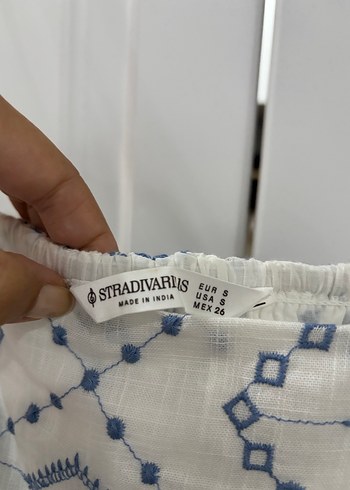 STRADIVARIUS
MADE IN INDIA
EUR S
USA S
MEX 26